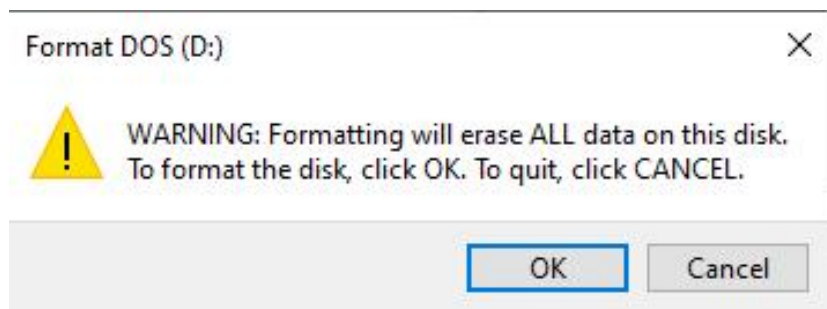 Format DOS (D:)
WARNING: Formatting will erase ALL data on this disk.
To format the disk, click OK. To quit, click CANCEL.
OK Cancel